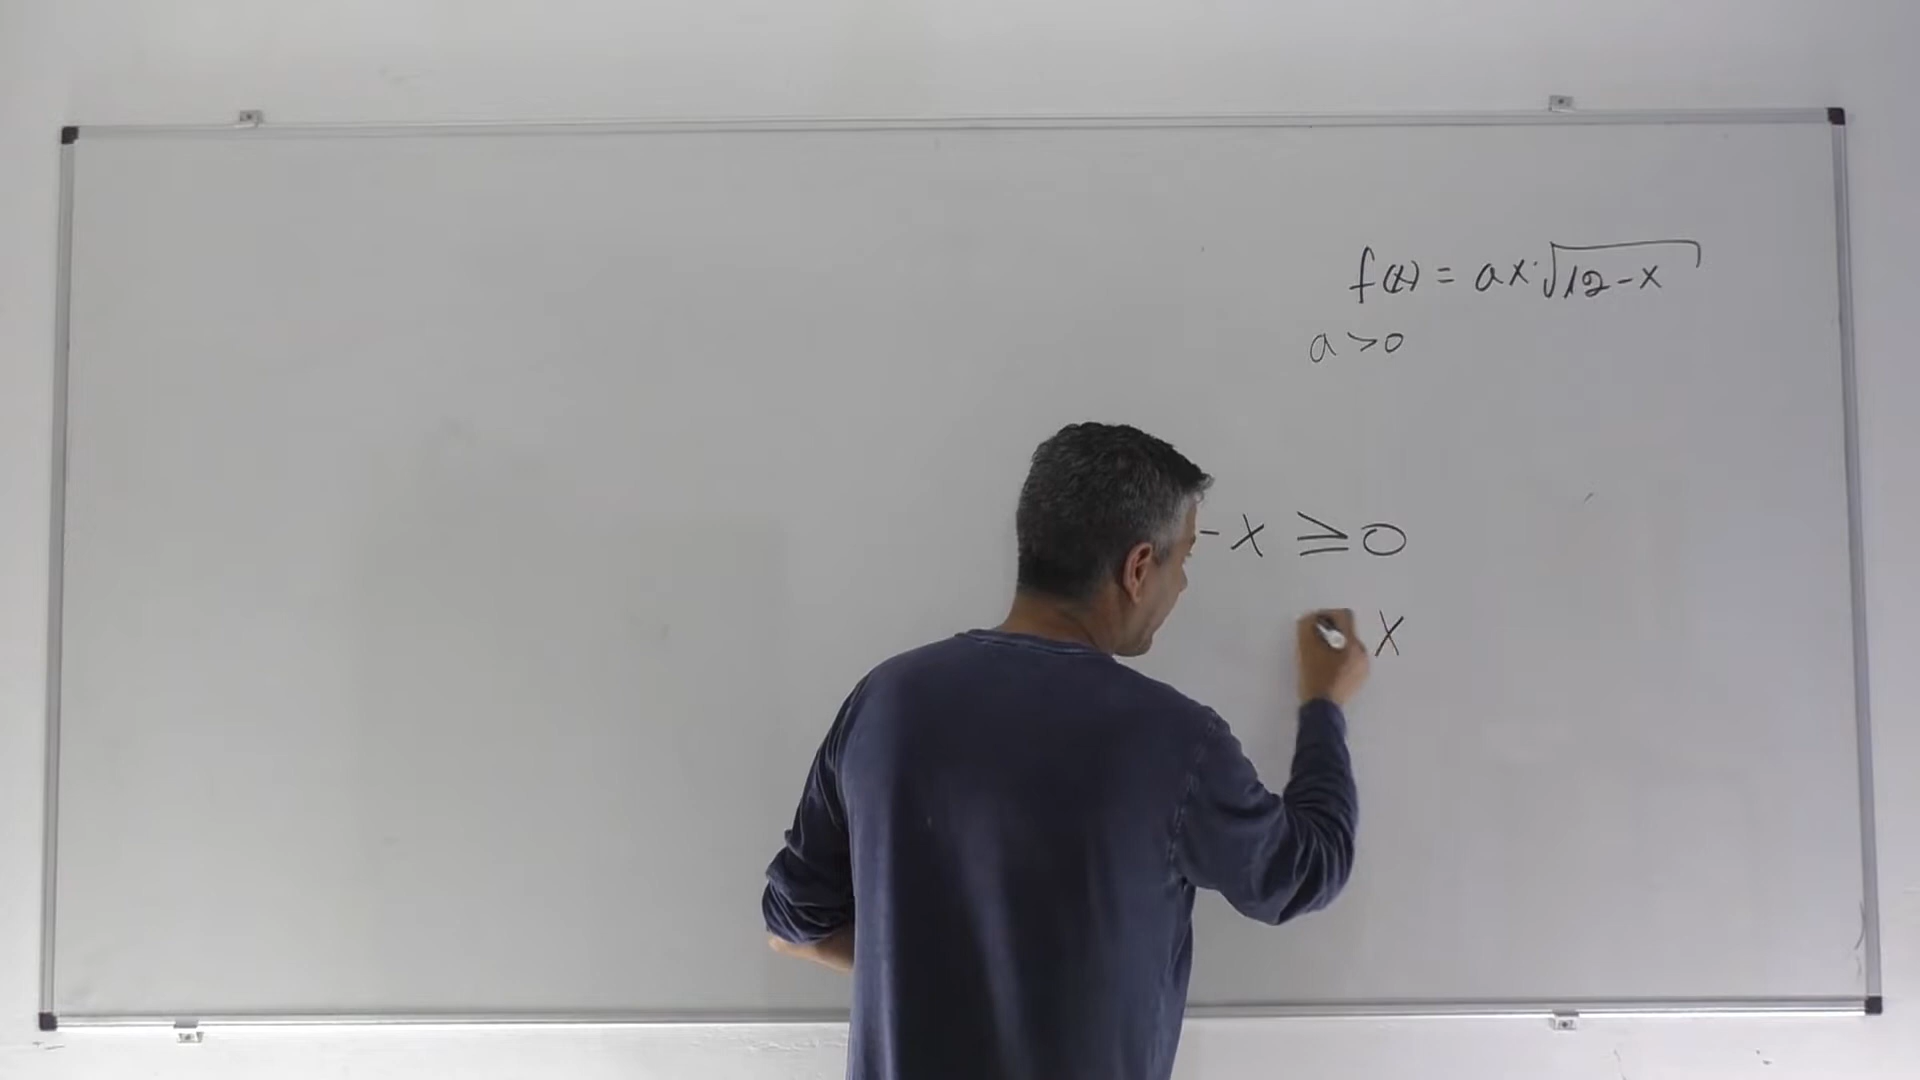 f(x) = ax·√(12-x)
a>0
-x ≥0
x